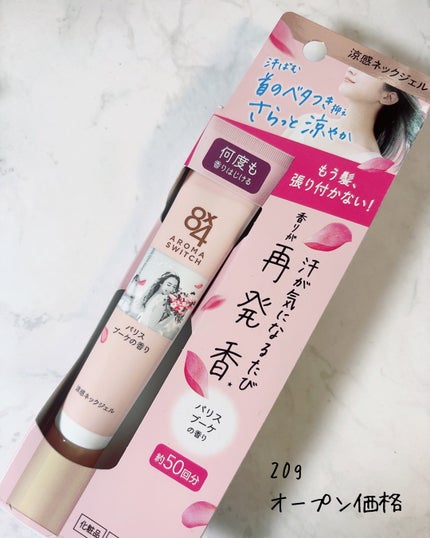 涼感ネックジェル
汗ばむ
首のベタつき抑え
さらっと涼やか
もう髪、
張り付かない!
何度も
香りはじける
8x4
AROMA
SWITCH
パリス
ブーケの香り
涼感ネックジェル
汗が気になるたび
香りが
再発香*
パリス
ブーケ
の香り
約50回分
化粧品
20g
オープン価格